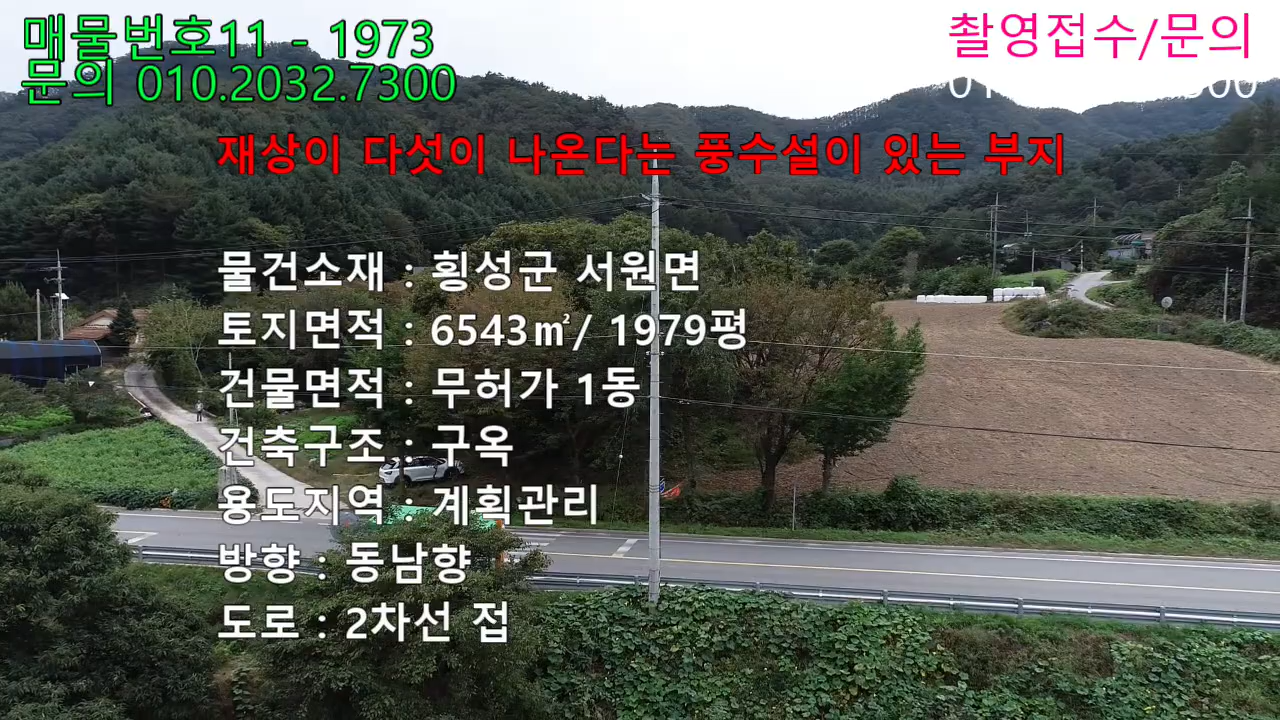 매물번호11 - 1973
문의 010.2032.7300
촬영접수/문의
재상이 다섯이 나온다는 풍수설이 있는 부지
물건소재 : 횡성군 서원면
토지면적 : 6543㎡/ 1979평
건물면적 : 무허가 1동
건축구조 : 구옥
용도지역 : 계획관리
방향 : 동남향
도로 : 2차선 접